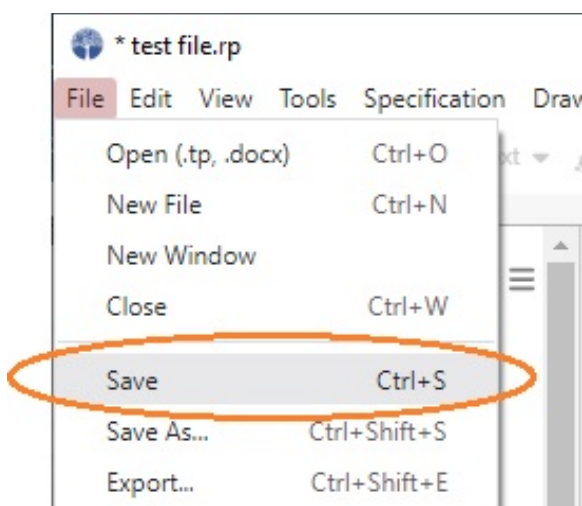 * test file.rp
File Edit View Tools Specification
Open (.tp, .docx) Ctrl+O
New File Ctrl+N
New Window
Close Ctrl+W
Save Ctrl+S
Save As... Ctrl+Shift+S
Export... Ctrl+Shift+E